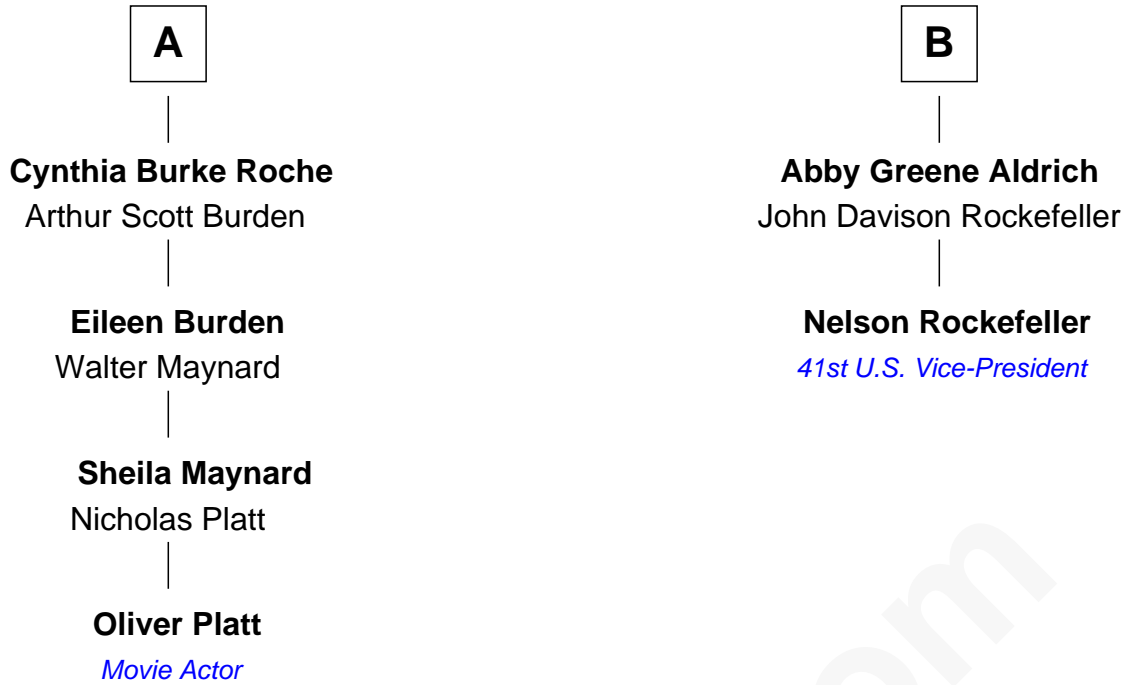 A
Cynthia Burke Roche
Arthur Scott Burden
Eileen Burden
Walter Maynard
Sheila Maynard
Nicholas Platt
Oliver Platt
Movie Actor
B
Abby Greene Aldrich
John Davison Rockefeller
Nelson Rockefeller
41st U.S. Vice-President
om